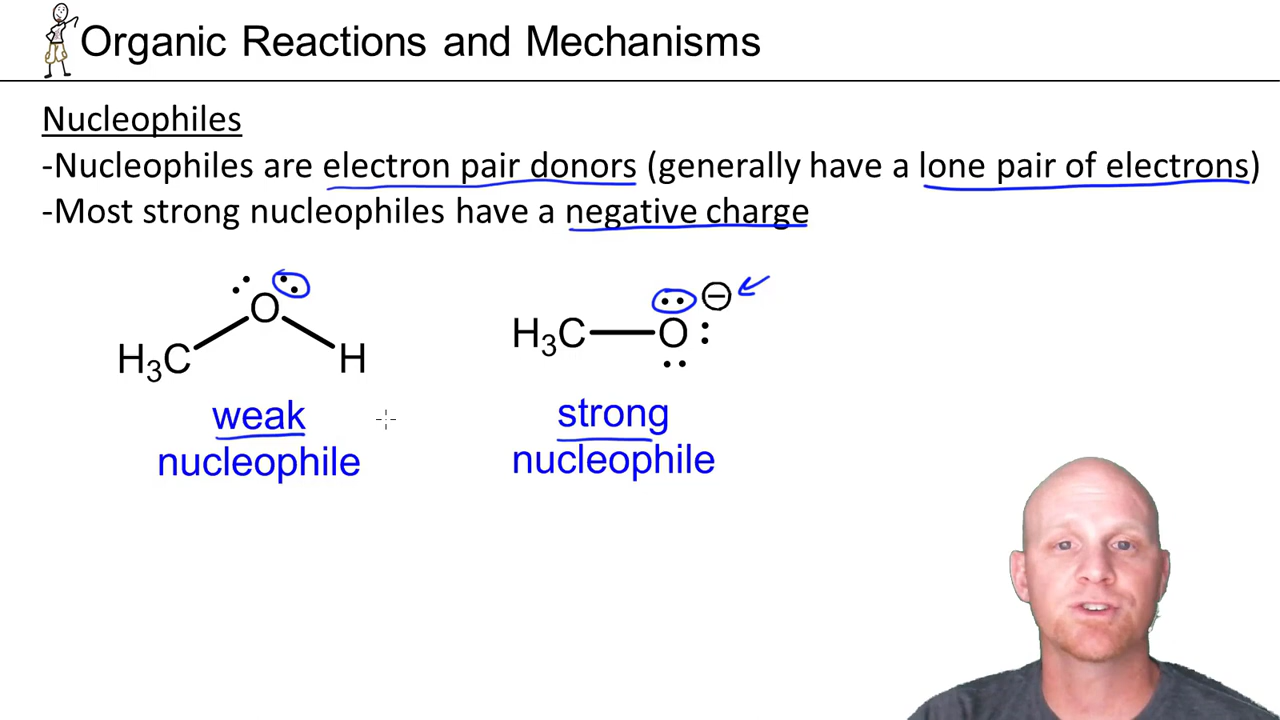 Organic Reactions and Mechanisms
Nucleophiles
-Nucleophiles are electron pair donors (generally have a lone pair of electrons)
-Most strong nucleophiles have a negative charge
O
H₃C
H
H₃C
O
⊖
weak
nucleophile
strong
nucleophile